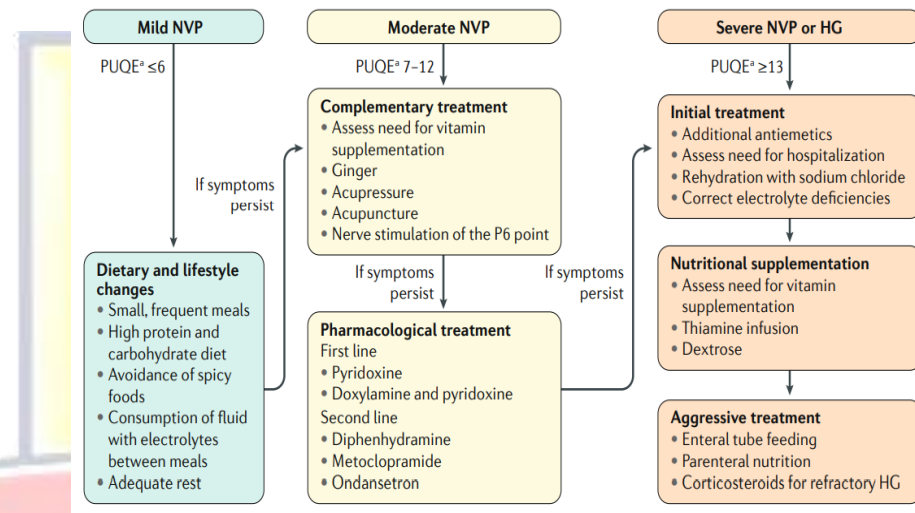 Mild NVP
PUQEᵃ ≤6
Dietary and lifestyle
changes
• Small, frequent meals
• High protein and
carbohydrate diet
• Avoidance of spicy
foods
• Consumption of fluid
with electrolytes
between meals
• Adequate rest
If symptoms
persist
Moderate NVP
PUQEᵃ 7–12
Complementary treatment
• Assess need for vitamin
supplementation
• Ginger
• Acupressure
• Acupuncture
• Nerve stimulation of the P6 point
If symptoms
persist
Pharmacological treatment
First line
• Pyridoxine
• Doxylamine and pyridoxine
Second line
• Diphenhydramine
• Metoclopramide
• Ondansetron
If symptoms
persist
Severe NVP or HG
PUQEᵃ ≥13
Initial treatment
• Additional antiemetics
• Assess need for hospitalization
• Rehydration with sodium chloride
• Correct electrolyte deficiencies
Nutritional supplementation
• Assess need for vitamin
supplementation
• Thiamine infusion
• Dextrose
Aggressive treatment
• Enteral tube feeding
• Parenteral nutrition
• Corticosteroids for refractory HG